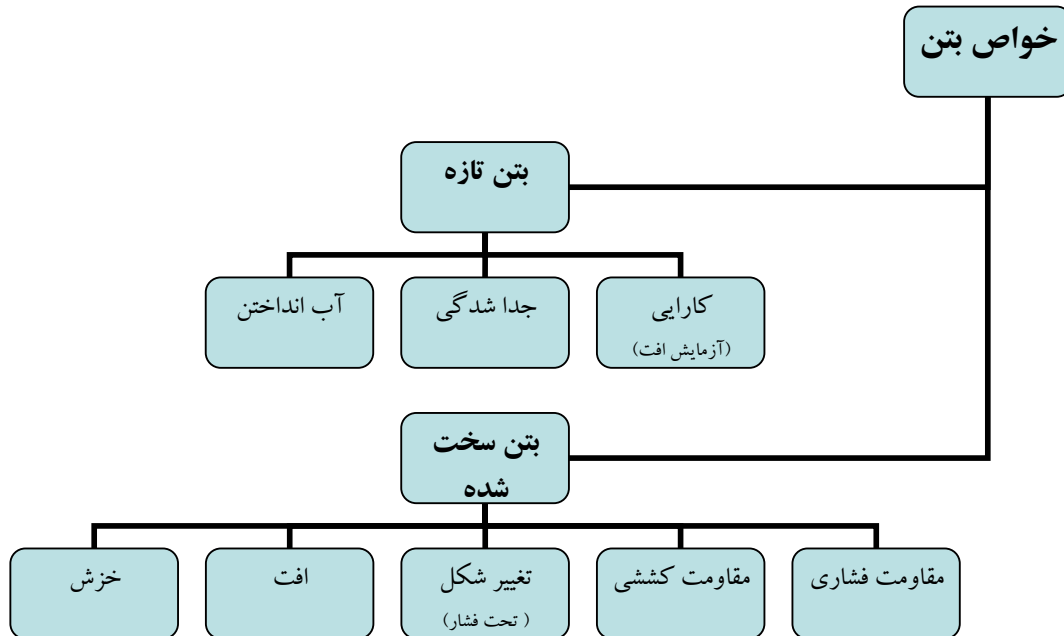 خواص بتن
بتن تازه
کارایی
(آزمایش افت)
جدا شدگی
آب انداختن
بتن سخت
شده
مقاومت فشاری
مقاومت کششی
تغییر شکل
( تحت فشار)
افت
خزش